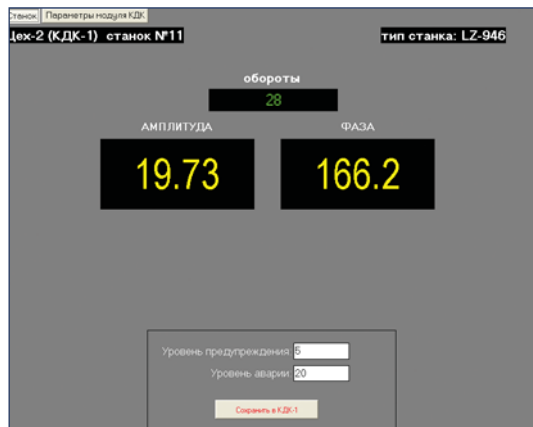 Станок Параметры модуля КДК
Цех-2 (КДК-1) станок №11
тип станка: LZ-946
обороты
28
АМПЛИТУДА
ФАЗА
19.73
166.2
Уровень предупреждения: 5
Уровень аварии: 20
Сохранить в КДК-1